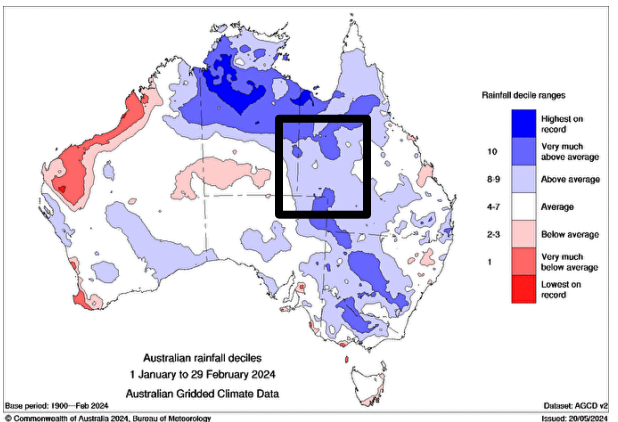 Rainfall decile ranges
Highest on
record
10
Very much
above average
8-9
Above average
4-7
Average
2-3
Below average
1
Very much
below average
Lowest on
record
Australian rainfall deciles
1 January to 29 February 2024
Australian Gridded Climate Data
Base period: 1900—Feb 2024
Dataset: AGCD v2
© Commonwealth of Australia 2024, Bureau of Meteorology
Issued: 20/05/2024